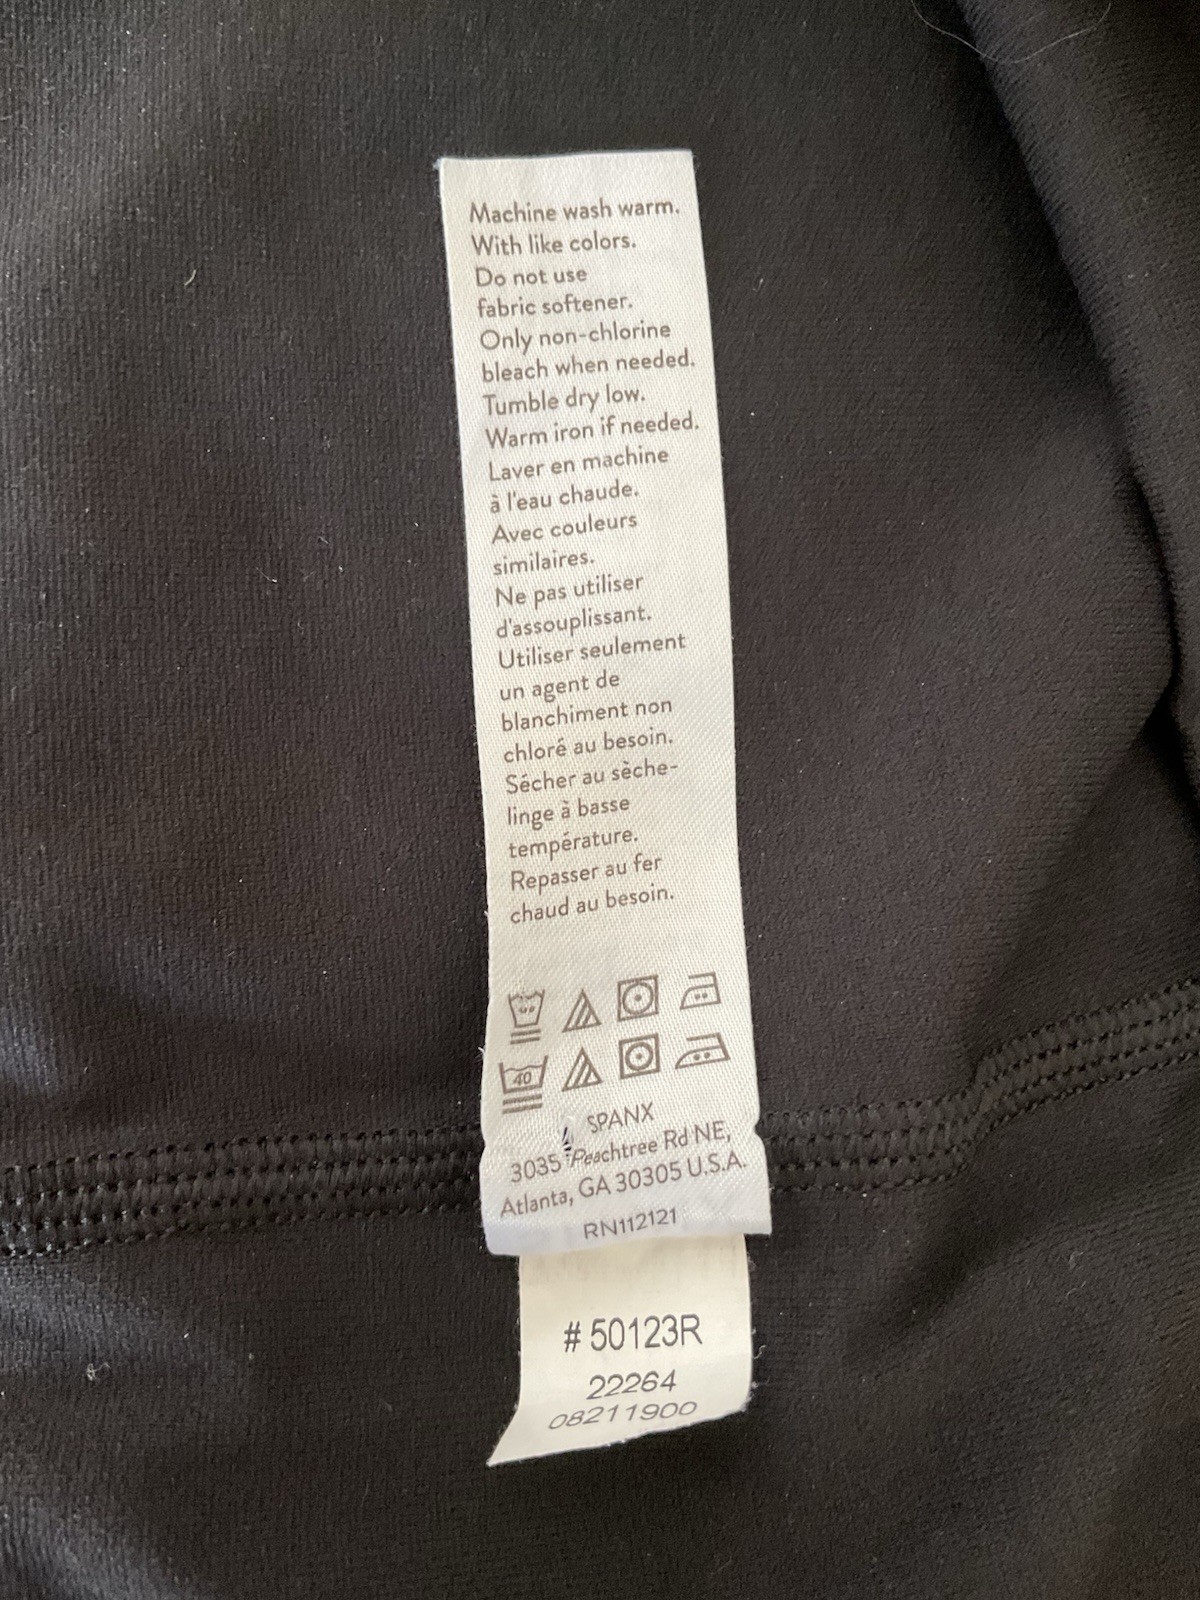 Machine wash warm.
With like colors.
Do not use
fabric softener.
Only non-chlorine
bleach when needed.
Tumble dry low.
Warm iron if needed.
Laver en machine
à l'eau chaude.
Avec couleurs
similaires.
Ne pas utiliser
d'assouplissant.
Utiliser seulement
un agent de
blanchiment non
chloré au besoin.
Sécher au sèche-
linge à basse
température.
Repasser au fer
chaud au besoin.
40
SPANX
3035 Peachtree Rd NE,
Atlanta, GA 30305 U.S.A.
RN112121
# 50123R
22264
08211900